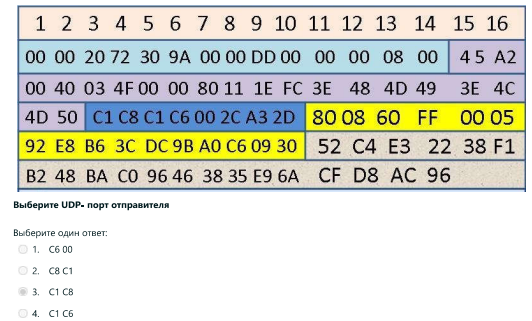 1 2 3 4 5 6 7 8 9 10 11 12 13 14 15 16
00 00 20 72 30 9A 00 00 DD 00 00 00 08 00 45 A2
00 40 03 4F 00 00 80 11 1E FC 3E 48 4D 49 3E 4C
4D 50 C1 C8 C1 C6 00 2C A3 2D 80 08 60 FF 00 05
92 E8 B6 3C DC 9B A0 C6 09 30 52 C4 E3 22 38 F1
B2 48 BA C0 96 46 38 35 E9 6A CF D8 AC 96
Выберите UDP- порт отправителя
Выберите один ответ:
1. C6 00
2. C8 C1
3. C1 C8
4. C1 C6